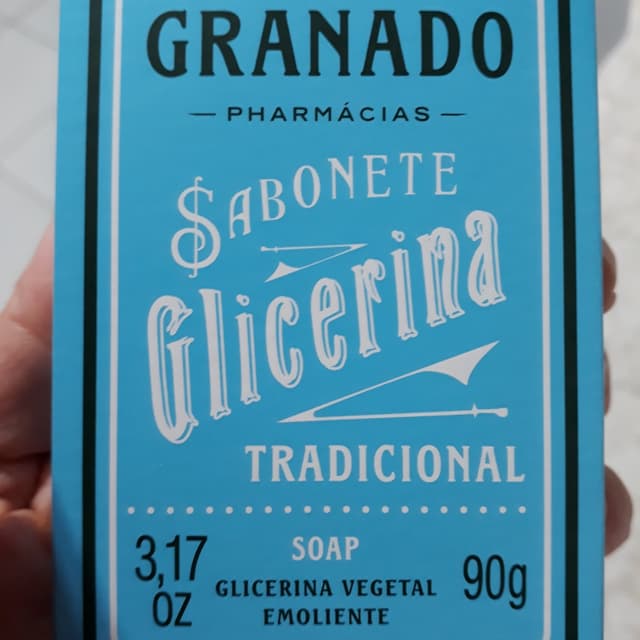 GRANADO
PHARMÁCIAS
SABONETE
Glicerina
TRADICIONAL
SOAP
3,17 OZ
GLICERINA VEGETAL
EMOLIENTE
90g